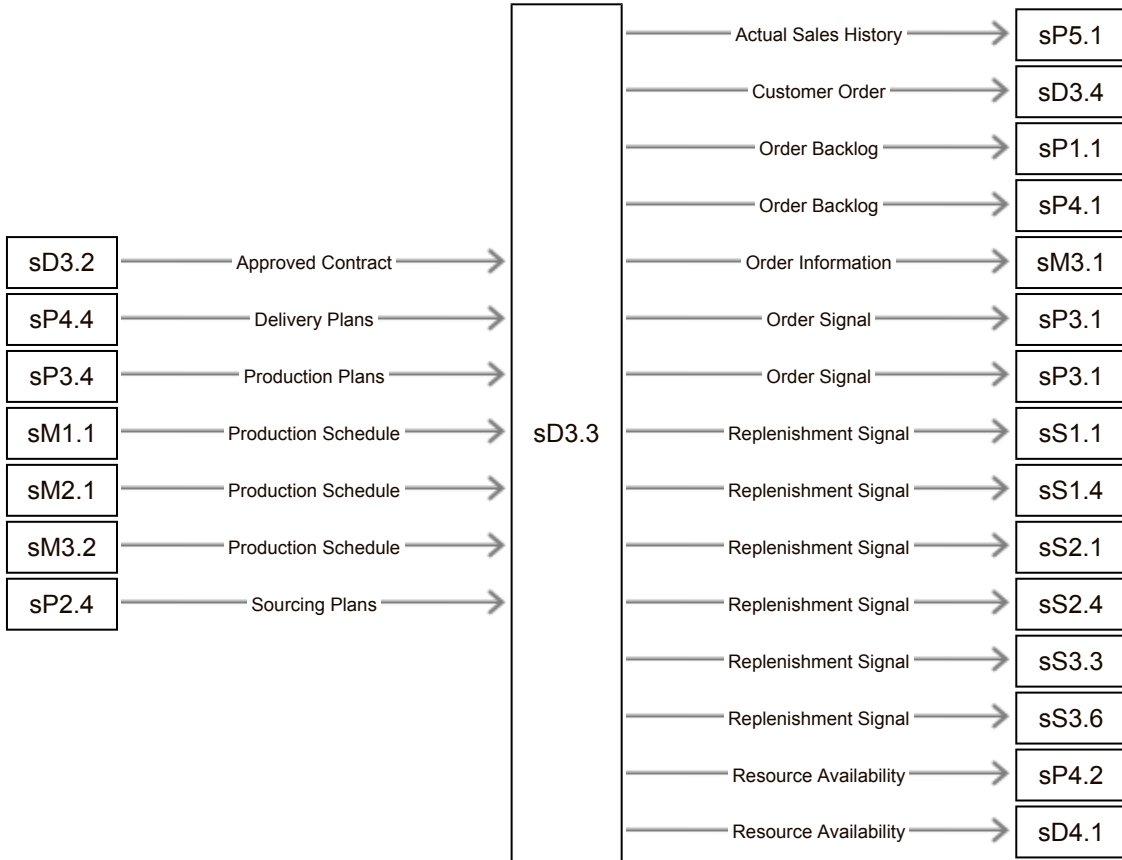 Actual Sales History sP5.1
Customer Order sD3.4
Order Backlog sP1.1
Order Backlog sP4.1
sD3.2 Approved Contract Order Information sM3.1
sP4.4 Delivery Plans Order Signal sP3.1
sP3.4 Production Plans Order Signal sP3.1
sM1.1 Production Schedule sD3.3 Replenishment Signal sS1.1
sM2.1 Production Schedule Replenishment Signal sS1.4
sM3.2 Production Schedule Replenishment Signal sS2.1
sP2.4 Sourcing Plans Replenishment Signal sS2.4
Replenishment Signal sS3.3
Replenishment Signal sS3.6
Resource Availability sP4.2
Resource Availability sD4.1